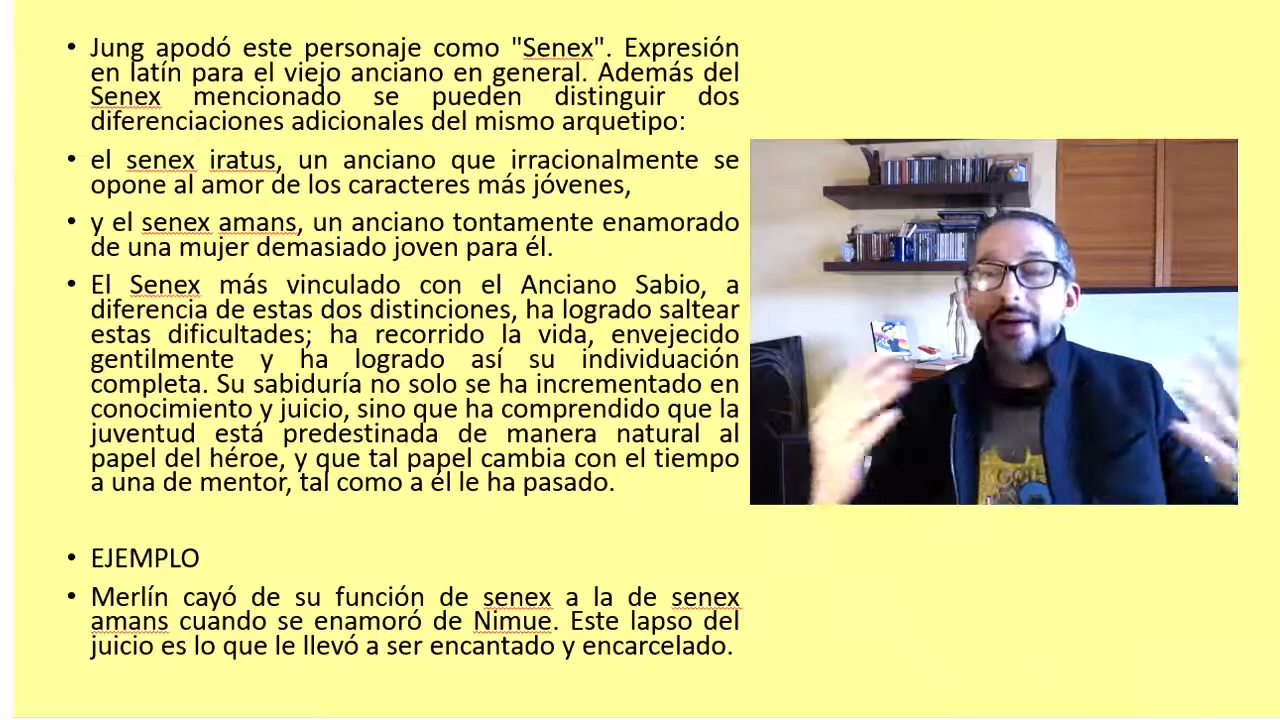 • Jung apodó este personaje como "Senex". Expresión
en latín para el viejo anciano en general. Además del
Senex mencionado se pueden distinguir dos
diferenciaciones adicionales del mismo arquetipo:
• el senex iratus, un anciano que irracionalmente se
opone al amor de los caracteres más jóvenes,
• y el senex amans, un anciano tontamente enamorado
de una mujer demasiado joven para él.
• El Senex más vinculado con el Anciano Sabio, a
diferencia de estas dos distinciones, ha logrado saltear
estas dificultades; ha recorrido la vida, envejecido
gentilmente y ha logrado así su individuación
completa. Su sabiduría no solo se ha incrementado en
conocimiento y juicio, sino que ha comprendido que la
juventud está predestinada de manera natural al
papel del héroe, y que tal papel cambia con el tiempo
a una de mentor, tal como a él le ha pasado.
• EJEMPLO
• Merlín cayó de su función de senex a la de senex
amans cuando se enamoró de Nimue. Este lapso del
juicio es lo que le llevó a ser encantado y encarcelado.